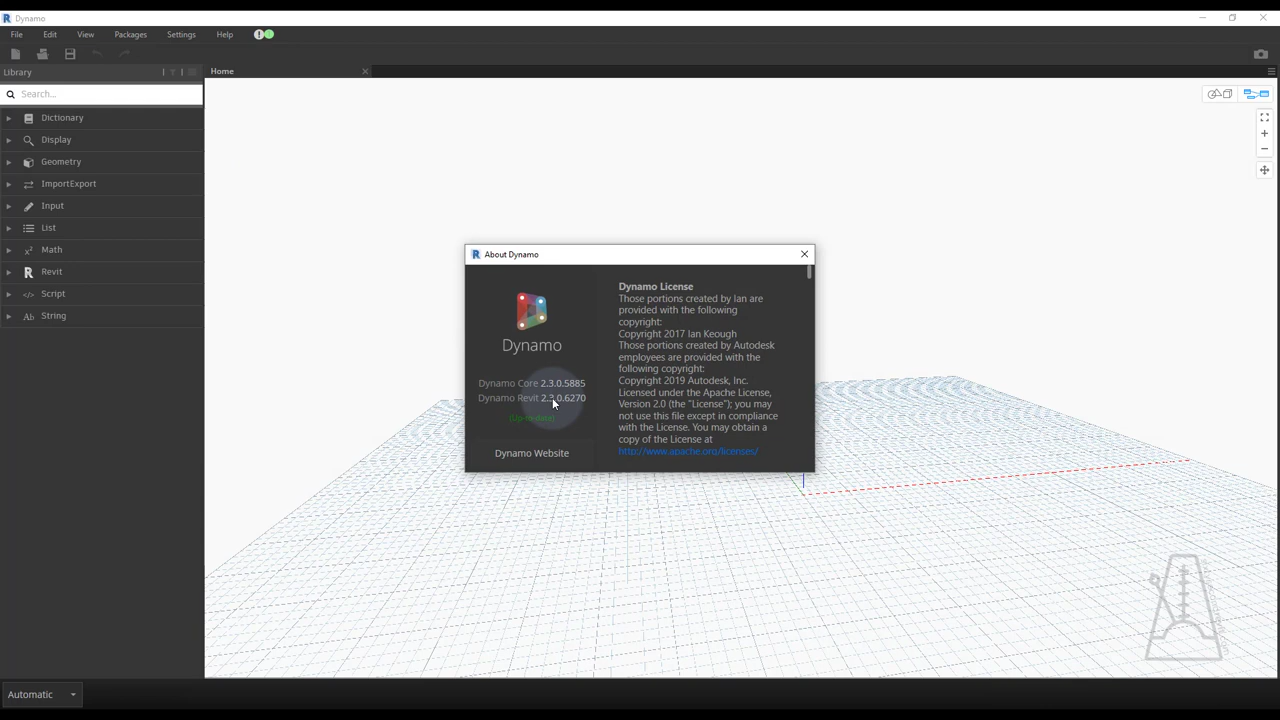 Dynamo
File Edit View Packages Settings Help
Library
Home
Search...
Dictionary
Display
Geometry
ImportExport
Input
List
Math
Revit
Script
String
About Dynamo
Dynamo
Dynamo Core 2.3.0.5885
Dynamo Revit 2.3.0.6270
(Up-to-date)
Dynamo Website
Dynamo License
Those portions created by Ian are
provided with the following
copyright:
Copyright 2017 Ian Keough
Those portions created by Autodesk
employees are provided with the
following copyright:
Copyright 2019 Autodesk, Inc.
Licensed under the Apache License,
Version 2.0 (the "License"); you may
not use this file except in compliance
with the License. You may obtain a
copy of the License at
http://www.apache.org/licenses/
Automatic